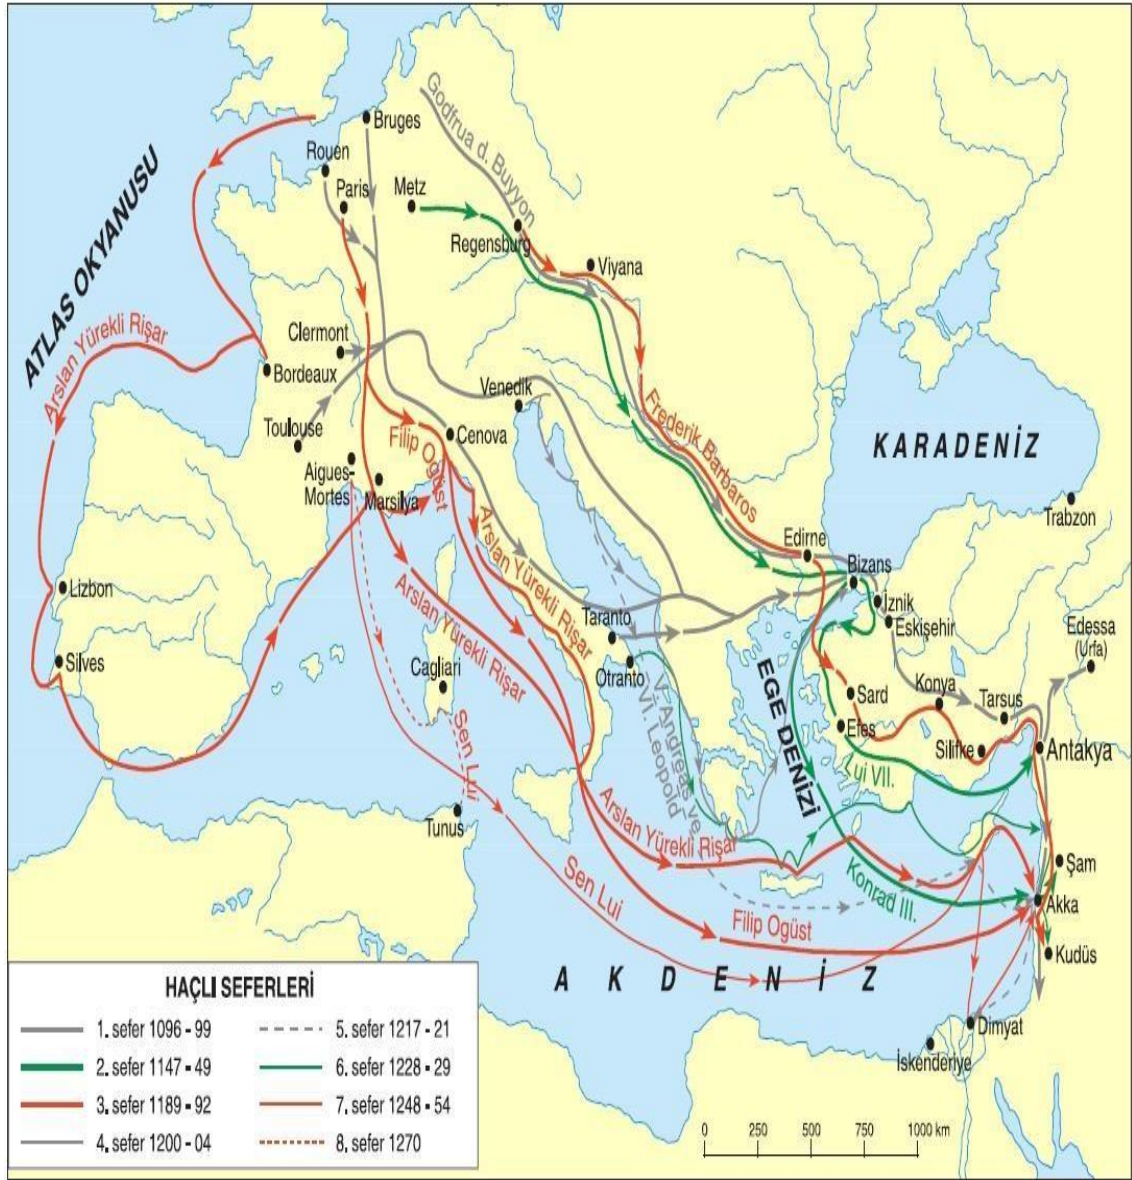 Godfrua d. Buyyon
Bruges
Rouen
Paris
Metz
Regensburg
Viyana
ATLAS OKYANUSU
Arslan Yürekli Rişar
Clermont
Bordeaux
Toulouse
Venedik
Cenova
Filip Ogüst
Aigues-
Mortes
Marsilya
Frederik Barbaros
KARADENİZ
Trabzon
Edirne
Bizans
İznik
Eskişehir
Edessa
(Urfa)
Lizbon
Silves
Arslan Yürekli Rişar
Arslan Yürekli Rişar
Taranto
Otranto
Cagliari
Sen Lui
Tunus
V. Andreas ve
VI. Leopold
EGE DENİZİ
Sard
Efes
Konya
Tarsus
Silifke
Antakya
Lui VII.
Arslan Yürekli Rişar
Sen Lui
Konrad III.
Şam
Akka
Kudüs
Filip Ogüst
AKDENİZ
Dimyat
İskenderiye
HAÇLI SEFERLERİ
1. sefer 1096 - 99
2. sefer 1147 - 49
3. sefer 1189 - 92
4. sefer 1200 - 04
5. sefer 1217 - 21
6. sefer 1228 - 29
7. sefer 1248 - 54
8. sefer 1270
0 250 500 750 1000 km